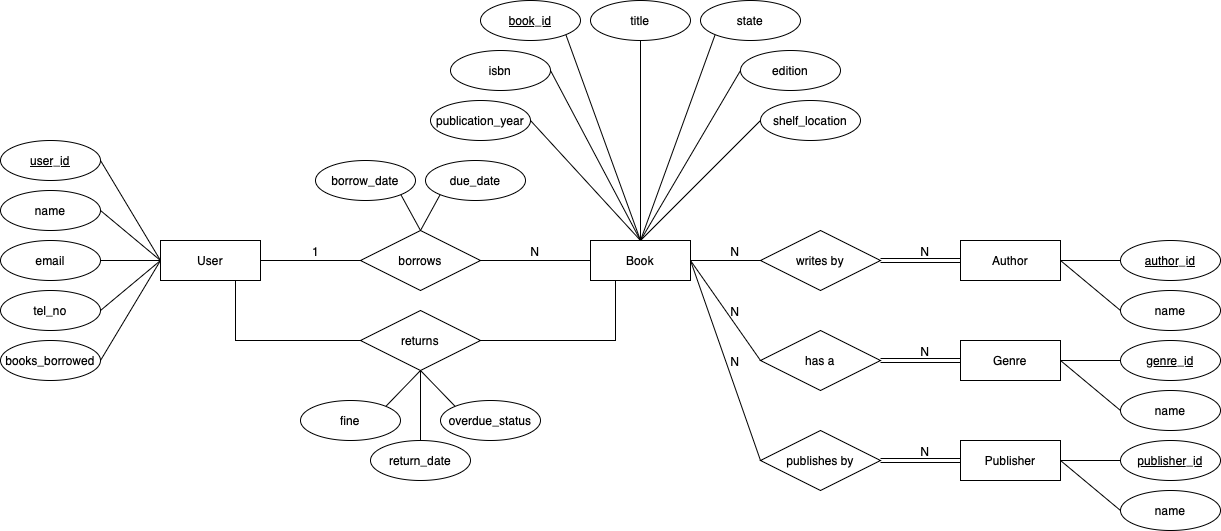 book_id
title
state
isbn
edition
publication_year
shelf_location
user_id
name
email
tel_no
books_borrowed
borrow_date
due_date
User
1
borrows
N
Book
N
writes by
N
Author
author_id
name
returns
fine
overdue_status
return_date
N
has a
N
Genre
genre_id
name
N
publishes by
N
Publisher
publisher_id
name